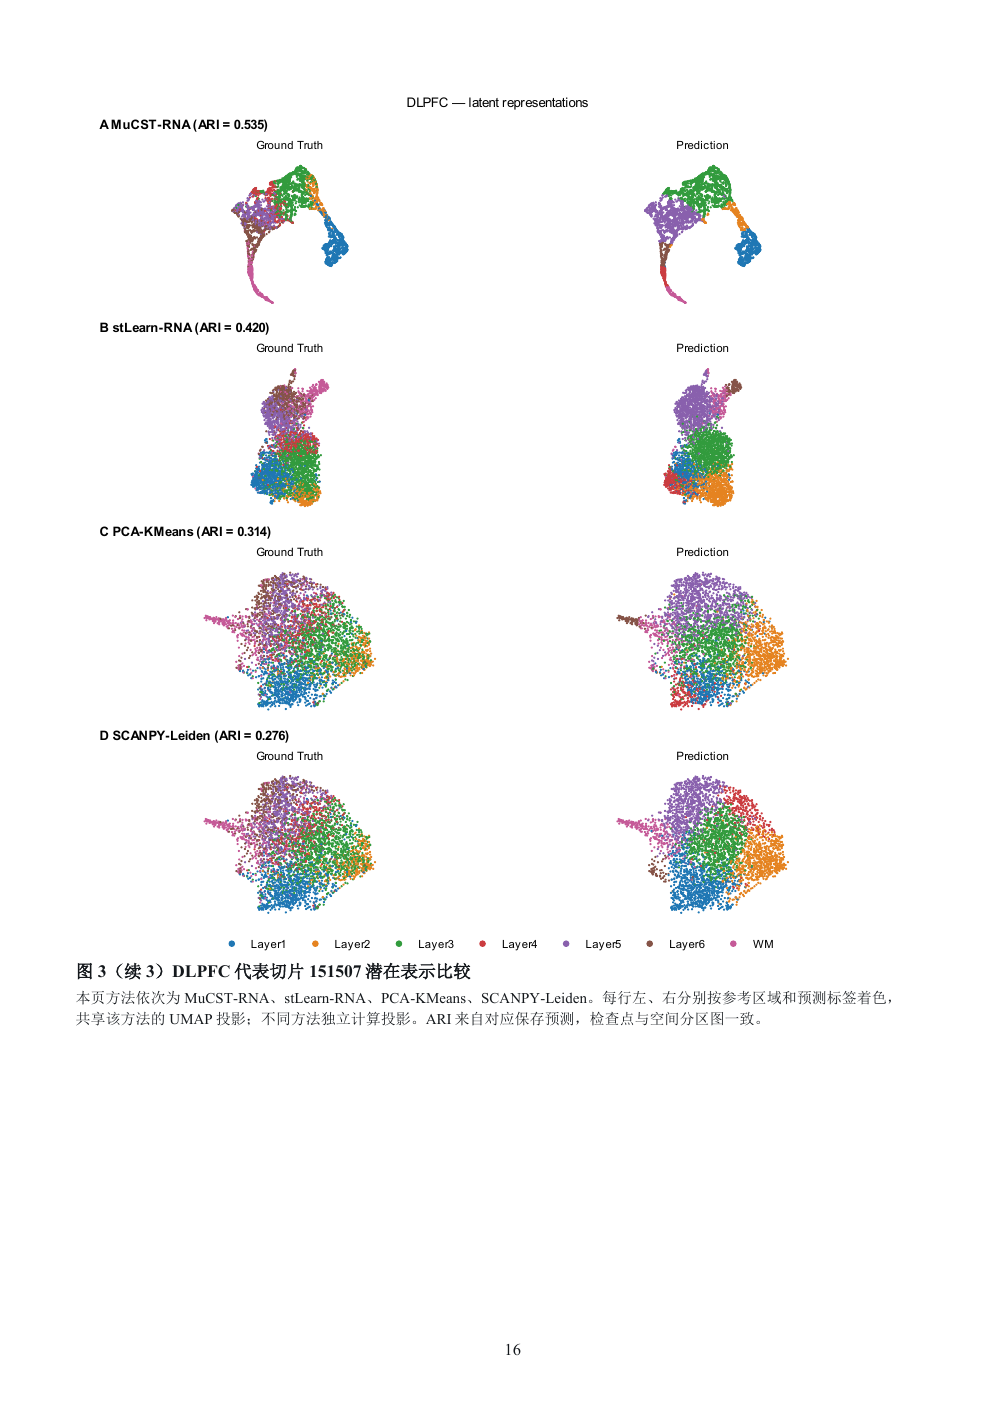 DLPFC — latent representations
A MuCST-RNA (ARI = 0.535)
Ground Truth
Prediction
B stLearn-RNA (ARI = 0.420)
Ground Truth
Prediction
C PCA-KMeans (ARI = 0.314)
Ground Truth
Prediction
D SCANPY-Leiden (ARI = 0.276)
Ground Truth
Prediction
Layer1 Layer2 Layer3 Layer4 Layer5 Layer6 WM
图 3（续 3）DLPFC 代表切片 151507 潜在表示比较
本页方法依次为 MuCST-RNA、stLearn-RNA、PCA-KMeans、SCANPY-Leiden。每行左、右分别按参考区域和预测标签着色，
共享该方法的 UMAP 投影；不同方法独立计算投影。ARI 来自对应保存预测，检查点与空间分区图一致。
16